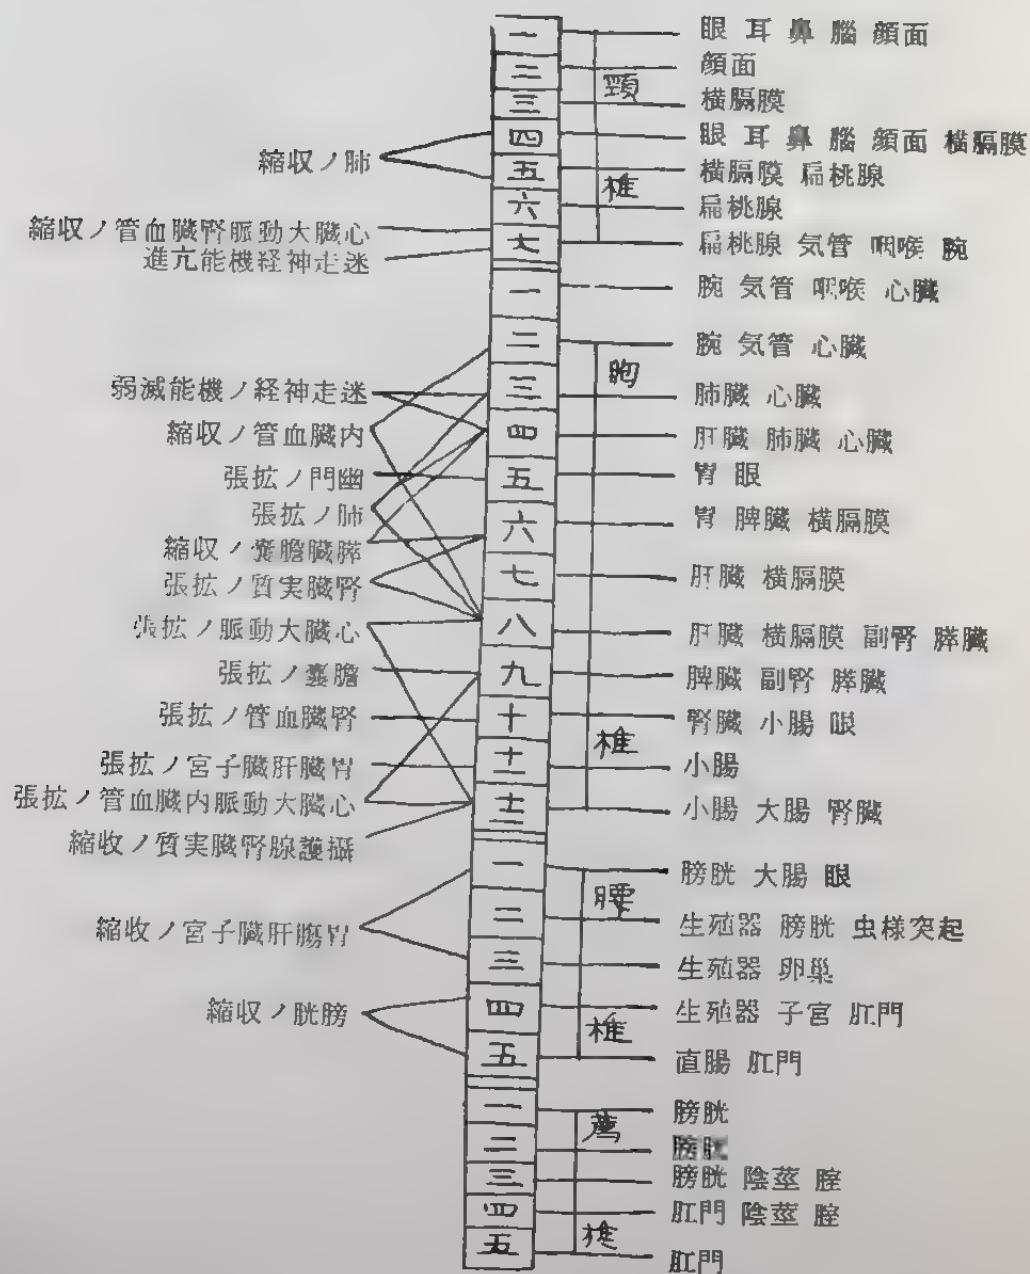 一 眼 耳 鼻 脳 顔面
二 顔面
頸
三 横膈膜
四 眼 耳 鼻 脳 顔面 横膈膜
縮収ノ肺
五 横膈膜 扁桃腺
椎
六 扁桃腺
縮収ノ管血臓腎脈動大臓心
七 扁桃腺 気管 咽喉 腕
進亢能機経神走迷
一 腕 気管 咽喉 心臓
二 腕 気管 心臓
胸
弱減能機ノ経神走迷
三 肺臓 心臓
縮収ノ管血臓内
四 肝臓 肺臓 心臓
張拡ノ門幽
五 胃 眼
張拡ノ肺
六 胃 脾臓 横膈膜
縮収ノ嚢膽臓脾
張拡ノ質実臓腎
七 肝臓 横膈膜
張拡ノ脈動大臓心
八 肝臓 横膈膜 副腎 膵臓
張拡ノ嚢膽
九 脾臓 副腎 膵臓
張拡ノ管血臓腎
十 腎臓 小腸 眼
椎
張拡ノ宮子臓肝臓胃
十一 小腸
張拡ノ管血臓内脈動大臓心
十二 小腸 大腸 腎臓
縮收ノ質実臓腎腺護攝
一 膀胱 大腸 眼
腰
縮收ノ宮子臓肝腸胃
二 生殖器 膀胱 虫様突起
三 生殖器 卵巣
縮収ノ胱膀
四 生殖器 子宮 肛門
椎
五 直腸 肛門
一 膀胱
薦
二 膀胱
三 膀胱 陰莖 膣
四 肛門 陰莖 膣
椎
五 肛門